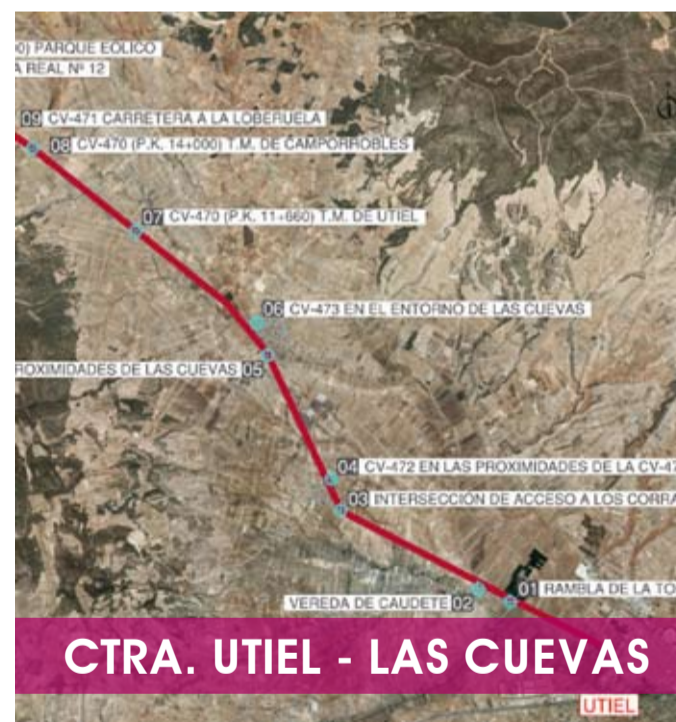 00) PARQUE EOLICO
A REAL Nº 12
09 CV-471 CARRETERA A LA LOBERUELA
08 CV-470 (P.K. 14+000) T.M. DE CAMPORROBLES
07 CV-470 (P.K. 11+660) T.M. DE UTIEL
06 CV-473 EN EL ENTORNO DE LAS CUEVAS
ROXIMIDADES DE LAS CUEVAS 05
04 CV-472 EN LAS PROXIMIDADES DE LA CV-47
03 INTERSECCIÓN DE ACCESO A LOS CORRA
01 RAMBLA DE LA TO
VEREDA DE CAUDETE 02
CTRA. UTIEL - LAS CUEVAS
UTIEL